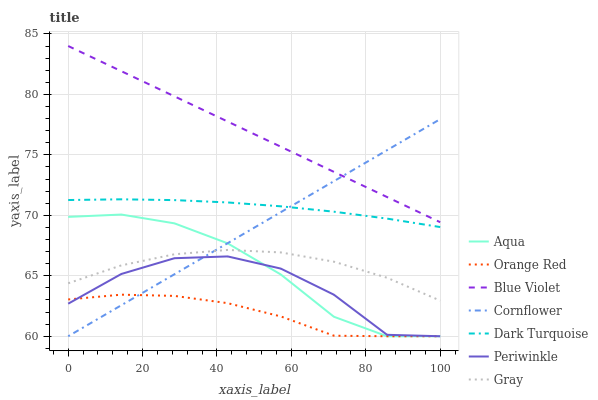 title
85
80
75
70
65
60
0
20
40
60
80
100
yaxis_label
xaxis_label
Aqua
Orange Red
Blue Violet
Cornflower
Dark Turquoise
Periwinkle
Gray